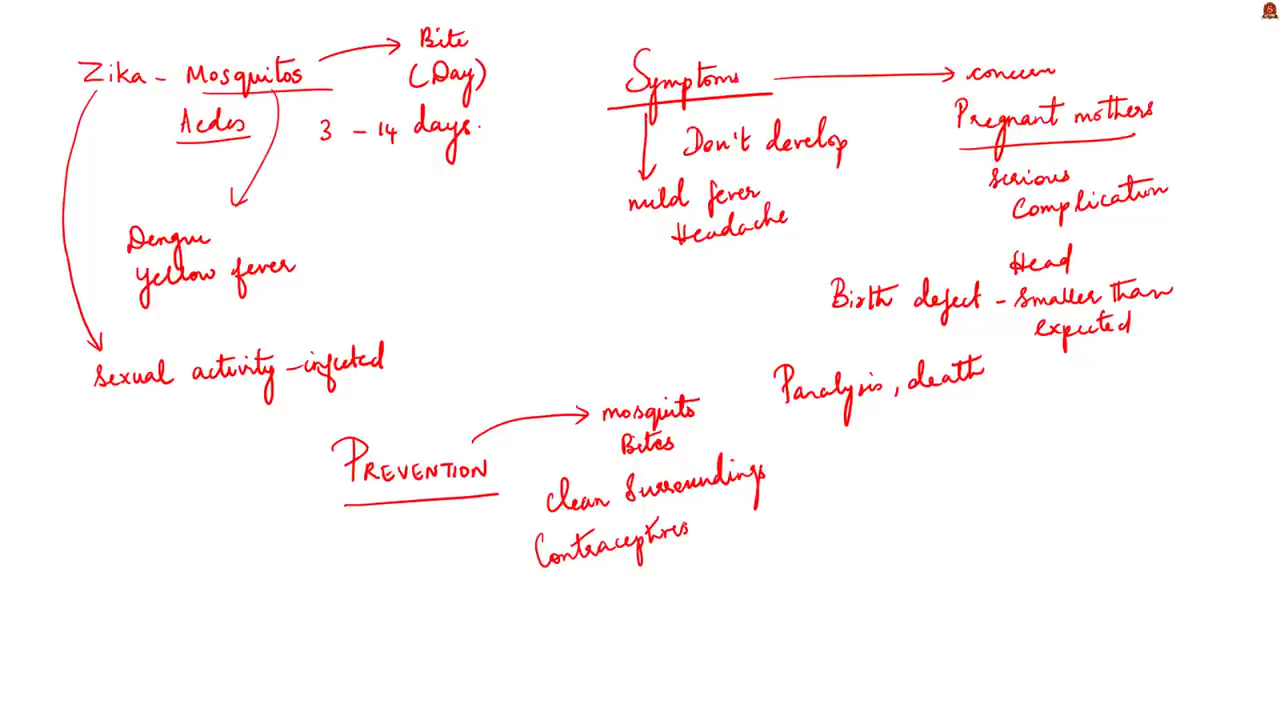 Zika - Mosquitos
Aedes
Bite
(Day)
3 - 14 days.
Dengue
Yellow fever
Sexual activity - infected
Symptoms
Don't develop
mild fever
Headache
concern
Pregnant mothers
Serious
Complication
Head
Birth defect - smaller than
expected
Paralysis, death
PREVENTION
mosquito
Bites
Clean Surroundings
Contraceptives